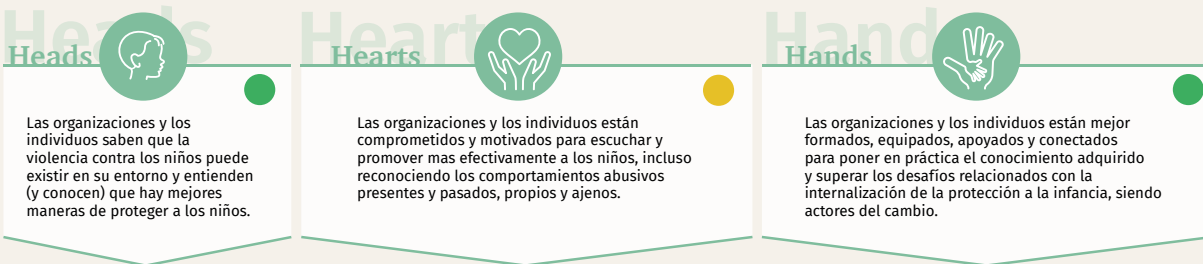 Heads
Heads
Las organizaciones y los
individuos saben que la
violencia contra los niños puede
existir en su entorno y entienden
(y conocen) que hay mejores
maneras de proteger a los niños.
Hearts
Hearts
Las organizaciones y los individuos están
comprometidos y motivados para escuchar y
promover mas efectivamente a los niños, incluso
reconociendo los comportamientos abusivos
presentes y pasados, propios y ajenos.
Hands
Hands
Las organizaciones y los individuos están mejor
formados, equipados, apoyados y conectados
para poner en práctica el conocimiento adquirido
y superar los desafíos relacionados con la
internalización de la protección a la infancia, siendo
actores del cambio.